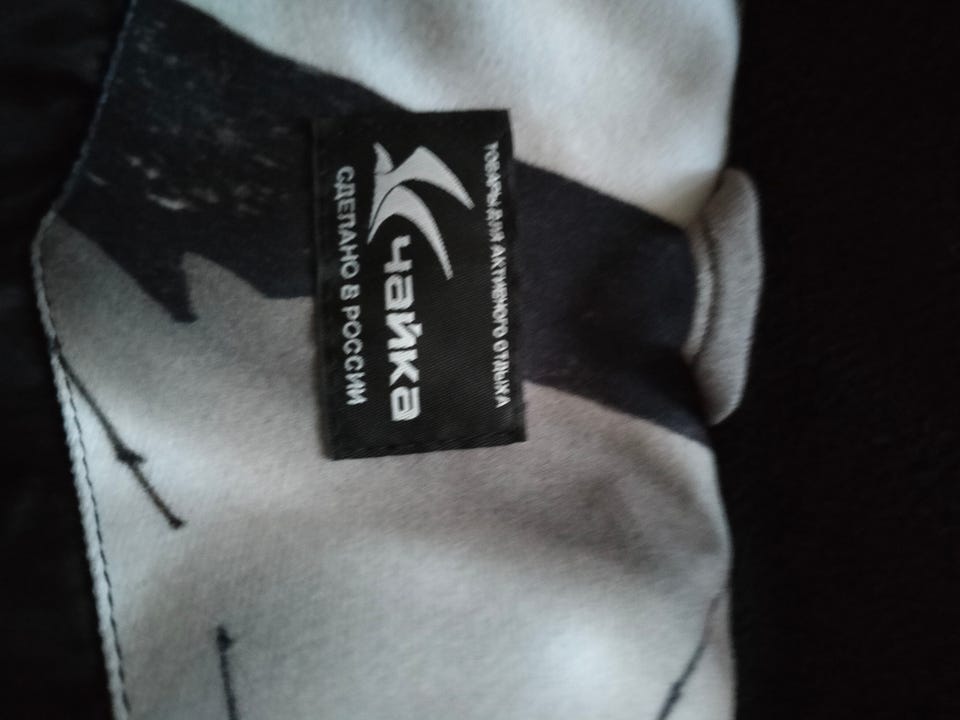 ТОВАРЫ ДЛЯ АКТИВНОГО ОТДЫХА
чайка
СДЕЛАНО В РОССИИ